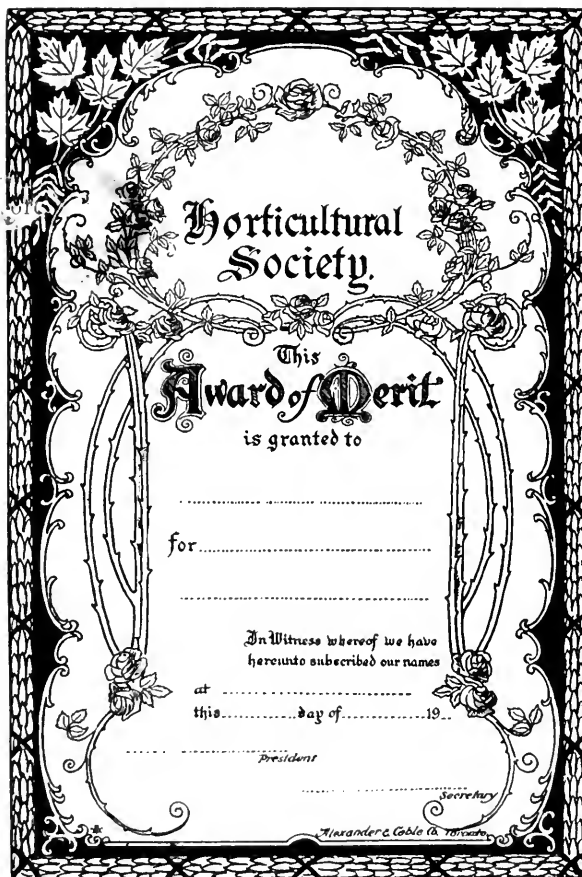 Horticultural
Society.
This
Award of Merit
is granted to
for
In Witness whereof we have
hereunto subscribed our names
at
this day of 19
President
Secretary
Alexander & Cable Co. Toronto.